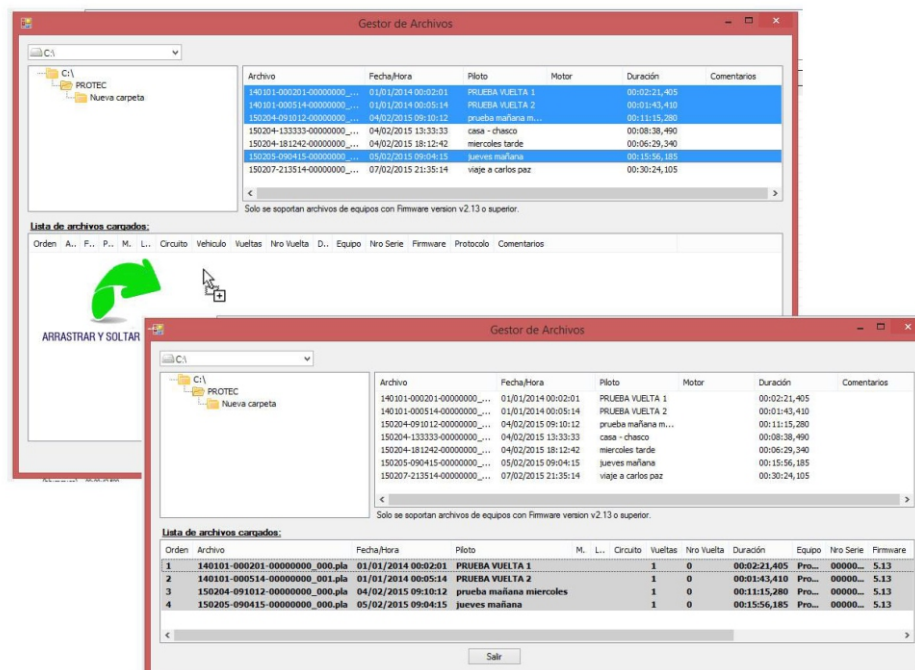 Gestor de Archivos
C:\
C:\
PROTEC
Nueva carpeta
Archivo Fecha/Hora Piloto Motor Duración Comentarios
140101-000201-00000000_... 01/01/2014 00:02:01 PRUEBA VUELTA 1 00:02:21,405
140101-000514-00000000_... 01/01/2014 00:05:14 PRUEBA VUELTA 2 00:01:43,410
150204-091012-00000000_... 04/02/2015 09:10:12 prueba mañana m... 00:11:15,280
150204-133333-00000000_... 04/02/2015 13:33:33 casa - chasco 00:08:38,490
150204-181242-00000000_... 04/02/2015 18:12:42 miercoles tarde 00:06:29,340
150205-090415-00000000_... 05/02/2015 09:04:15 jueves mañana 00:15:56,185
150207-213514-00000000_... 07/02/2015 21:35:14 viaje a carlos paz 00:30:24,105
Solo se soportan archivos de equipos con Firmware version v2.13 o superior.
Lista de archivos cargados:
Orden A.. F.. P.. M. L.. Circuito Vehiculo Vueltas Nro Vuelta D.. Equipo Nro Serie Firmware Protocolo Comentarios
ARRASTRAR Y SOLTAR
Gestor de Archivos
C:\
C:\
PROTEC
Nueva carpeta
Archivo Fecha/Hora Piloto Motor Duración Comentarios
140101-000201-00000000_... 01/01/2014 00:02:01 PRUEBA VUELTA 1 00:02:21,405
140101-000514-00000000_... 01/01/2014 00:05:14 PRUEBA VUELTA 2 00:01:43,410
150204-091012-00000000_... 04/02/2015 09:10:12 prueba mañana m... 00:11:15,280
150204-133333-00000000_... 04/02/2015 13:33:33 casa - chasco 00:08:38,490
150204-181242-00000000_... 04/02/2015 18:12:42 miercoles tarde 00:06:29,340
150205-090415-00000000_... 05/02/2015 09:04:15 jueves mañana 00:15:56,185
150207-213514-00000000_... 07/02/2015 21:35:14 viaje a carlos paz 00:30:24,105
Solo se soportan archivos de equipos con Firmware version v2.13 o superior.
Lista de archivos cargados:
Orden Archivo Fecha/Hora Piloto M. L... Circuito Vueltas Nro Vuelta Duración Equipo Nro Serie Firmware
1 140101-000201-00000000_000.pla 01/01/2014 00:02:01 PRUEBA VUELTA 1 1 0 00:02:21,405 Pro... 00000... 5.13
2 140101-000514-00000000_001.pla 01/01/2014 00:05:14 PRUEBA VUELTA 2 1 0 00:01:43,410 Pro... 00000... 5.13
3 150204-091012-00000000_000.pla 04/02/2015 09:10:12 prueba mañana miercoles 1 0 00:11:15,280 Pro... 00000... 5.13
4 150205-090415-00000000_000.pla 05/02/2015 09:04:15 jueves mañana 1 0 00:15:56,185 Pro... 00000... 5.13
Salir